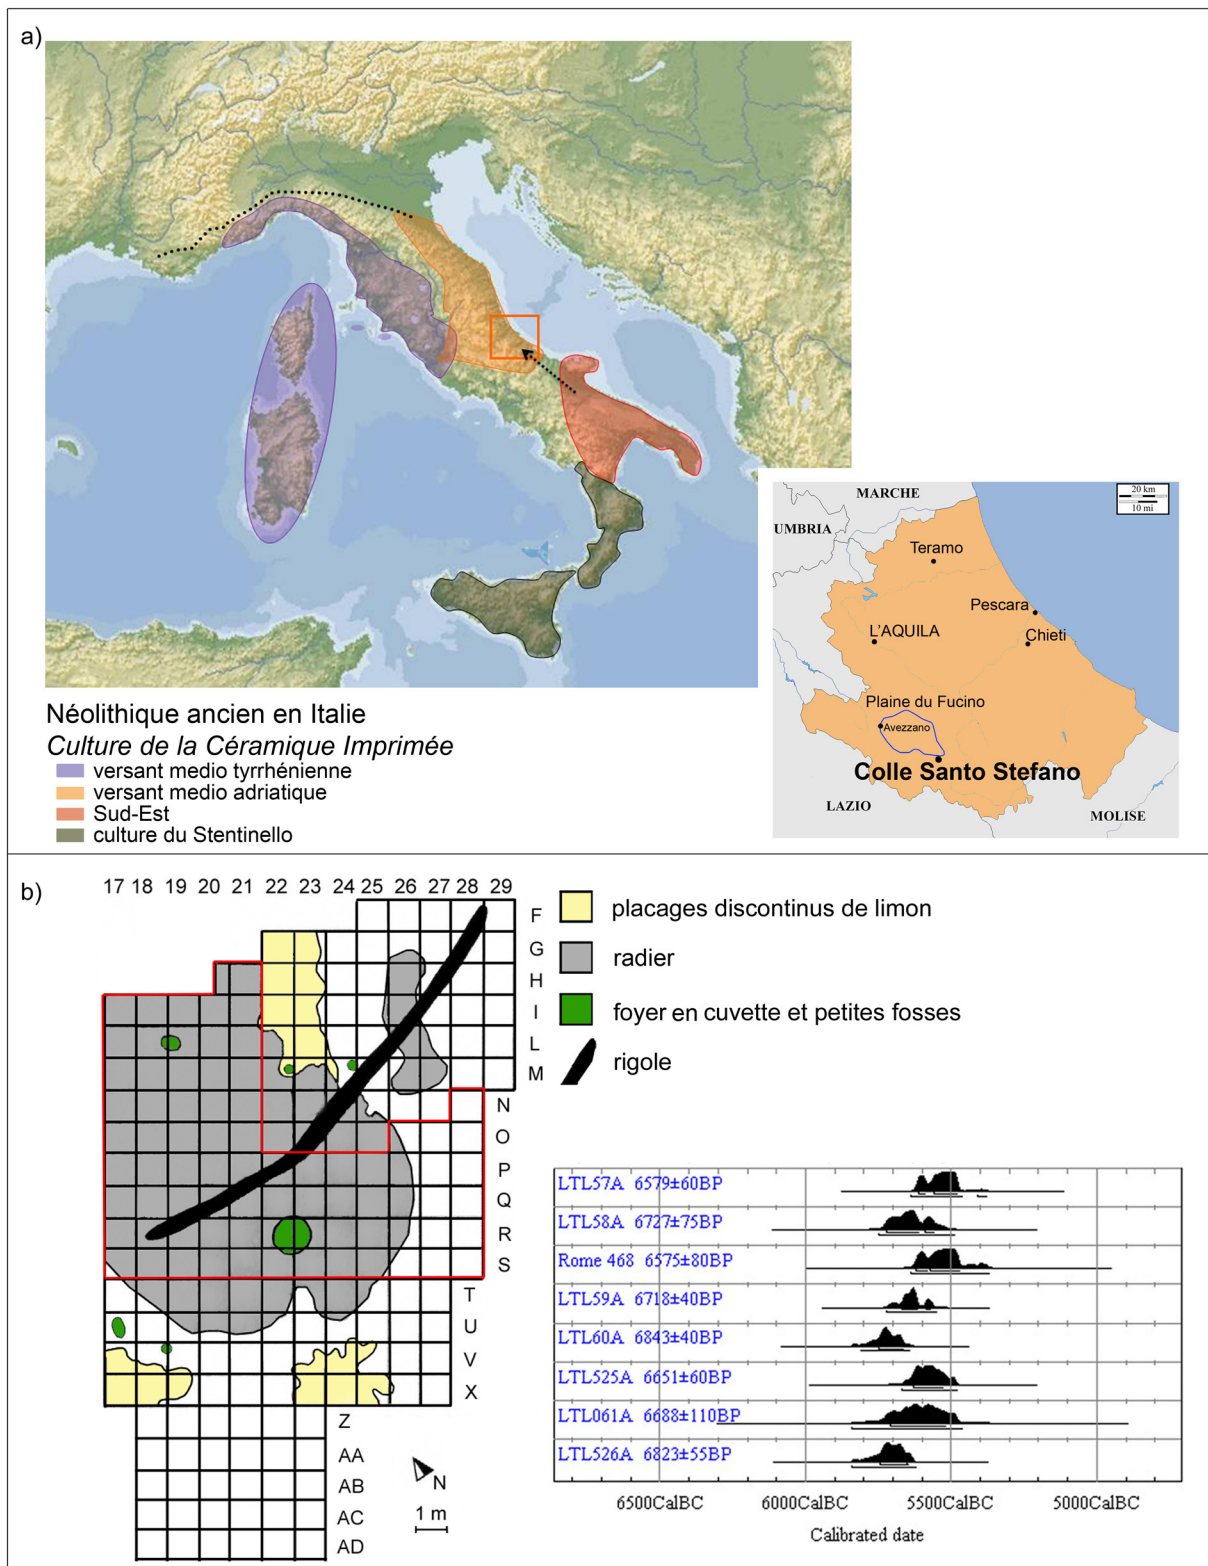 a)
20 km
10 mi
MARCHE
UMBRIA
Teramo
Pescara
L'AQUILA
Chieti
Plaine du Fucino
Avezzano
Colle Santo Stefano
LAZIO
MOLISE
Néolithique ancien en Italie
Culture de la Céramique Imprimée
versant medio tyrrhénienne
versant medio adriatique
Sud-Est
culture du Stentinello
b)
17 18 19 20 21 22 23 24 25 26 27 28 29
F
G
H
I
L
M
N
O
P
Q
R
S
T
U
V
X
Z
AA
AB
AC
AD
N
1 m
placages discontinus de limon
radier
foyer en cuvette et petites fosses
rigole
LTL57A 6579±60BP
LTL58A 6727±75BP
Rome 468 6575±80BP
LTL59A 6718±40BP
LTL60A 6843±40BP
LTL525A 6651±60BP
LTL061A 6688±110BP
LTL526A 6823±55BP
6500CalBC 6000CalBC 5500CalBC 5000CalBC
Calibrated date